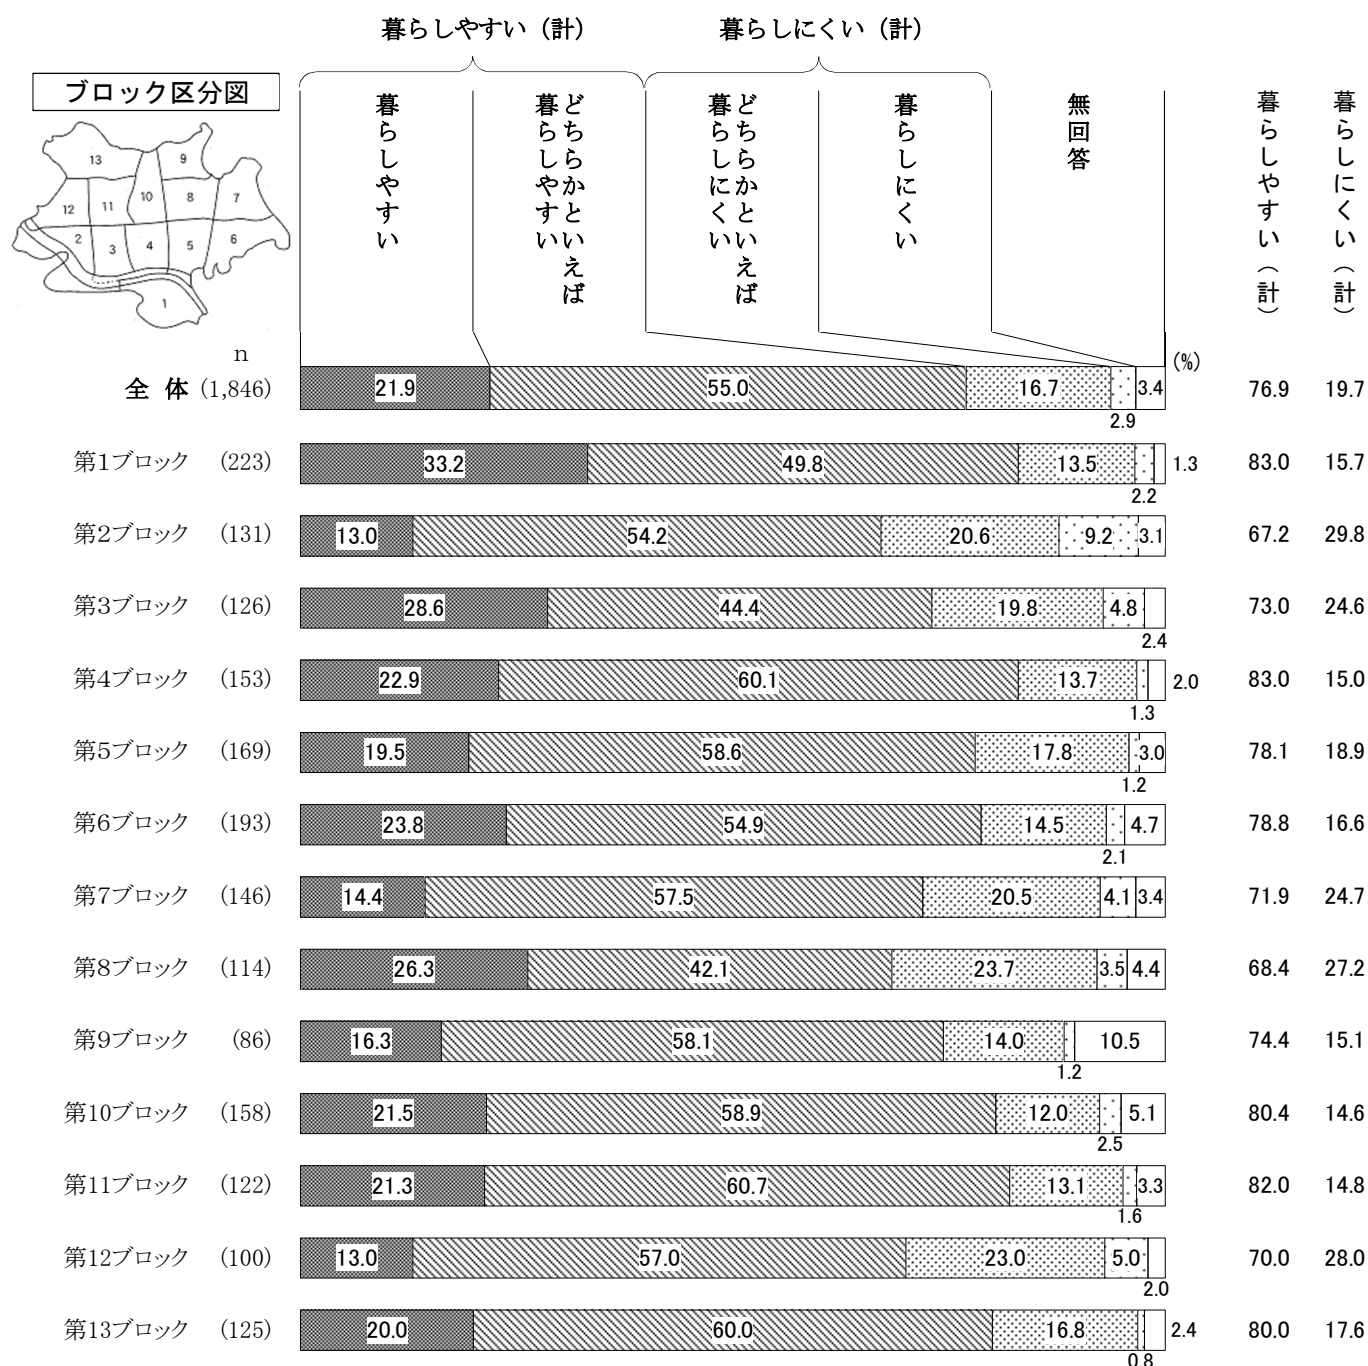 暮らしやすい（計）
暮らしにくい（計）
ブロック区分図
13
9
12
11
10
8
7
2
3
4
5
6
1
暮らしやすい
どちらかといえば
暮らしやすい
どちらかといえば
暮らしにくい
暮らしにくい
無回答
暮らしやすい（計）
暮らしにくい（計）
n
(%)
全 体 (1,846) 21.9 55.0 16.7 2.9 3.4 76.9 19.7
第1ブロック (223) 33.2 49.8 13.5 2.2 1.3 83.0 15.7
第2ブロック (131) 13.0 54.2 20.6 9.2 3.1 67.2 29.8
第3ブロック (126) 28.6 44.4 19.8 4.8 2.4 73.0 24.6
第4ブロック (153) 22.9 60.1 13.7 1.3 2.0 83.0 15.0
第5ブロック (169) 19.5 58.6 17.8 1.2 3.0 78.1 18.9
第6ブロック (193) 23.8 54.9 14.5 2.1 4.7 78.8 16.6
第7ブロック (146) 14.4 57.5 20.5 4.1 3.4 71.9 24.7
第8ブロック (114) 26.3 42.1 23.7 3.5 4.4 68.4 27.2
第9ブロック (86) 16.3 58.1 14.0 1.2 10.5 74.4 15.1
第10ブロック (158) 21.5 58.9 12.0 2.5 5.1 80.4 14.6
第11ブロック (122) 21.3 60.7 13.1 1.6 3.3 82.0 14.8
第12ブロック (100) 13.0 57.0 23.0 5.0 2.0 70.0 28.0
第13ブロック (125) 20.0 60.0 16.8 0.8 2.4 80.0 17.6